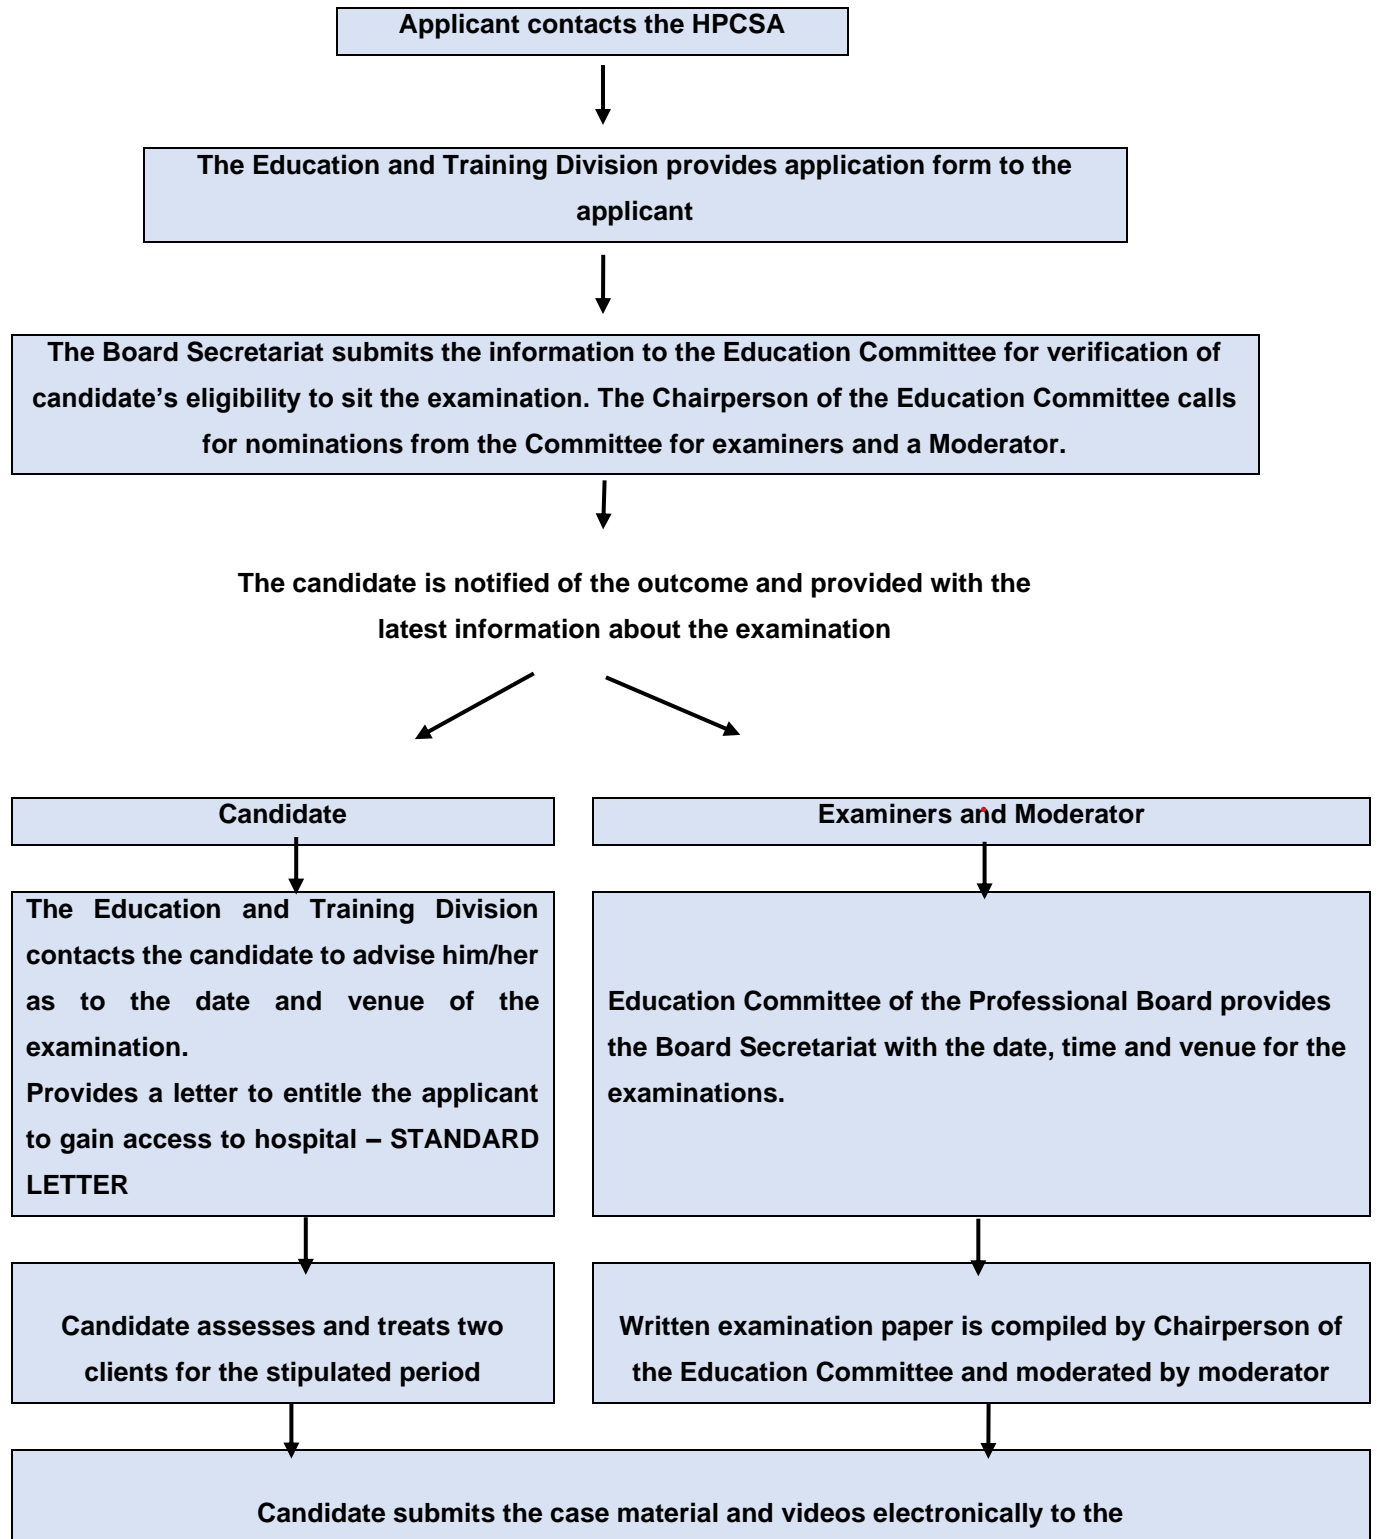 Applicant contacts the HPCSA
The Education and Training Division provides application form to the
applicant
The Board Secretariat submits the information to the Education Committee for verification of
candidate’s eligibility to sit the examination. The Chairperson of the Education Committee calls
for nominations from the Committee for examiners and a Moderator.
The candidate is notified of the outcome and provided with the
latest information about the examination
Candidate
Examiners and Moderator
The Education and Training Division
contacts the candidate to advise him/her
as to the date and venue of the
examination.
Provides a letter to entitle the applicant
to gain access to hospital – STANDARD
LETTER
Education Committee of the Professional Board provides
the Board Secretariat with the date, time and venue for the
examinations.
Candidate assesses and treats two
clients for the stipulated period
Written examination paper is compiled by Chairperson of
the Education Committee and moderated by moderator
Candidate submits the case material and videos electronically to the